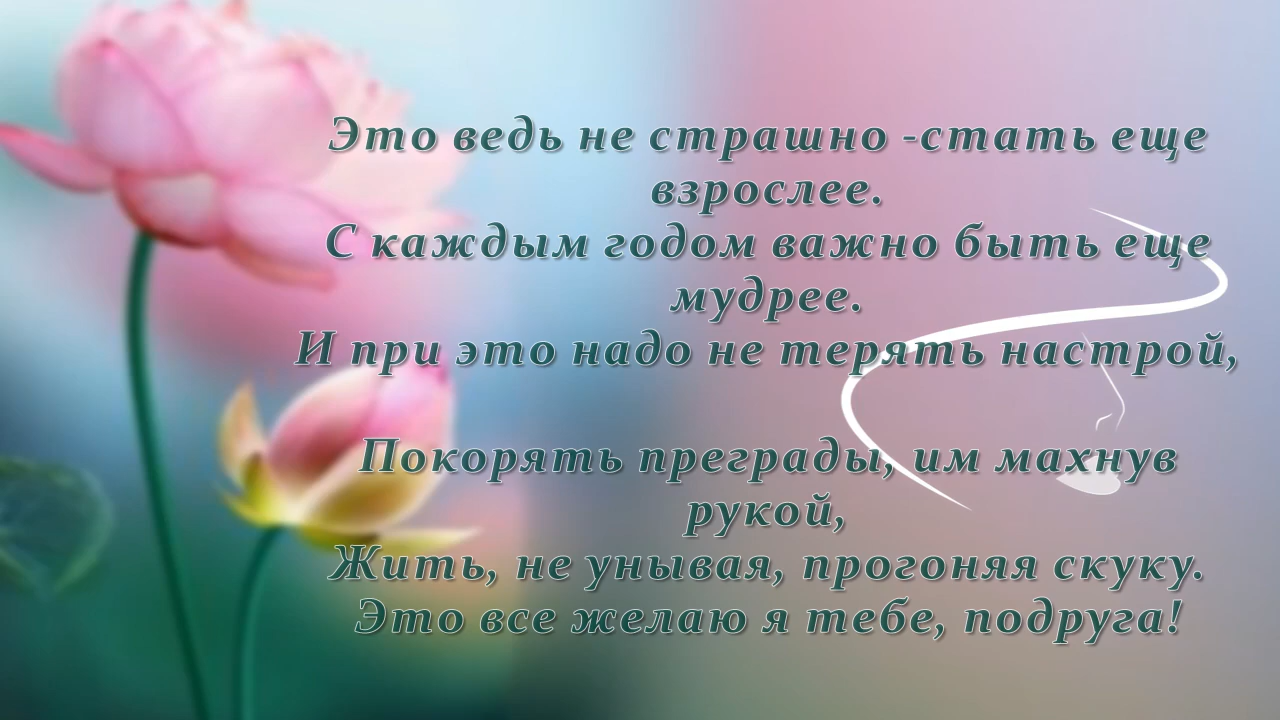 Это ведь не страшно -стать еще
взрослее.
С каждым годом важно быть еще
мудрее.
И при это надо не терять настрой,
Покорять преграды, им махнув
рукой,
Жить, не унывая, прогоняя скуку.
Это все желаю я тебе, подруга!